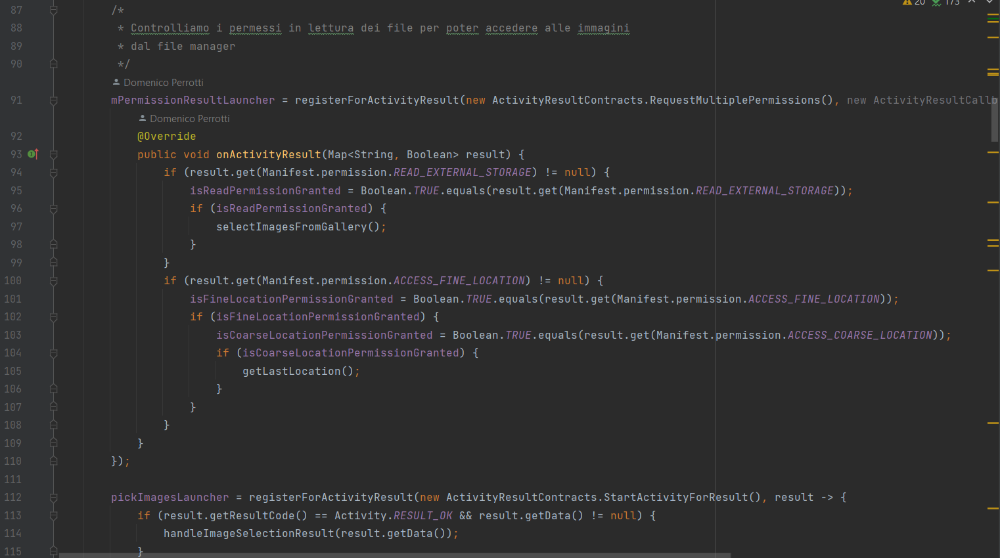 20 173
87 /*
88 * Controlliamo i permessi in lettura dei file per poter accedere alle immagini
89 * dal file manager
90 */
Domenico Perrotti
91 mPermissionResultLauncher = registerForActivityResult(new ActivityResultContracts.RequestMultiplePermissions(), new ActivityResultCallb
Domenico Perrotti
92 @Override
93 public void onActivityResult(Map<String, Boolean> result) {
94 if (result.get(Manifest.permission.READ_EXTERNAL_STORAGE) != null) {
95 isReadPermissionGranted = Boolean.TRUE.equals(result.get(Manifest.permission.READ_EXTERNAL_STORAGE));
96 if (isReadPermissionGranted) {
97 selectImagesFromGallery();
98 }
99 }
100 if (result.get(Manifest.permission.ACCESS_FINE_LOCATION) != null) {
101 isFineLocationPermissionGranted = Boolean.TRUE.equals(result.get(Manifest.permission.ACCESS_FINE_LOCATION));
102 if (isFineLocationPermissionGranted) {
103 isCoarseLocationPermissionGranted = Boolean.TRUE.equals(result.get(Manifest.permission.ACCESS_COARSE_LOCATION));
104 if (isCoarseLocationPermissionGranted) {
105 getLastLocation();
106 }
107 }
108 }
109 }
110 });
111
112 pickImagesLauncher = registerForActivityResult(new ActivityResultContracts.StartActivityForResult(), result -> {
113 if (result.getResultCode() == Activity.RESULT_OK && result.getData() != null) {
114 handleImageSelectionResult(result.getData());
115 }